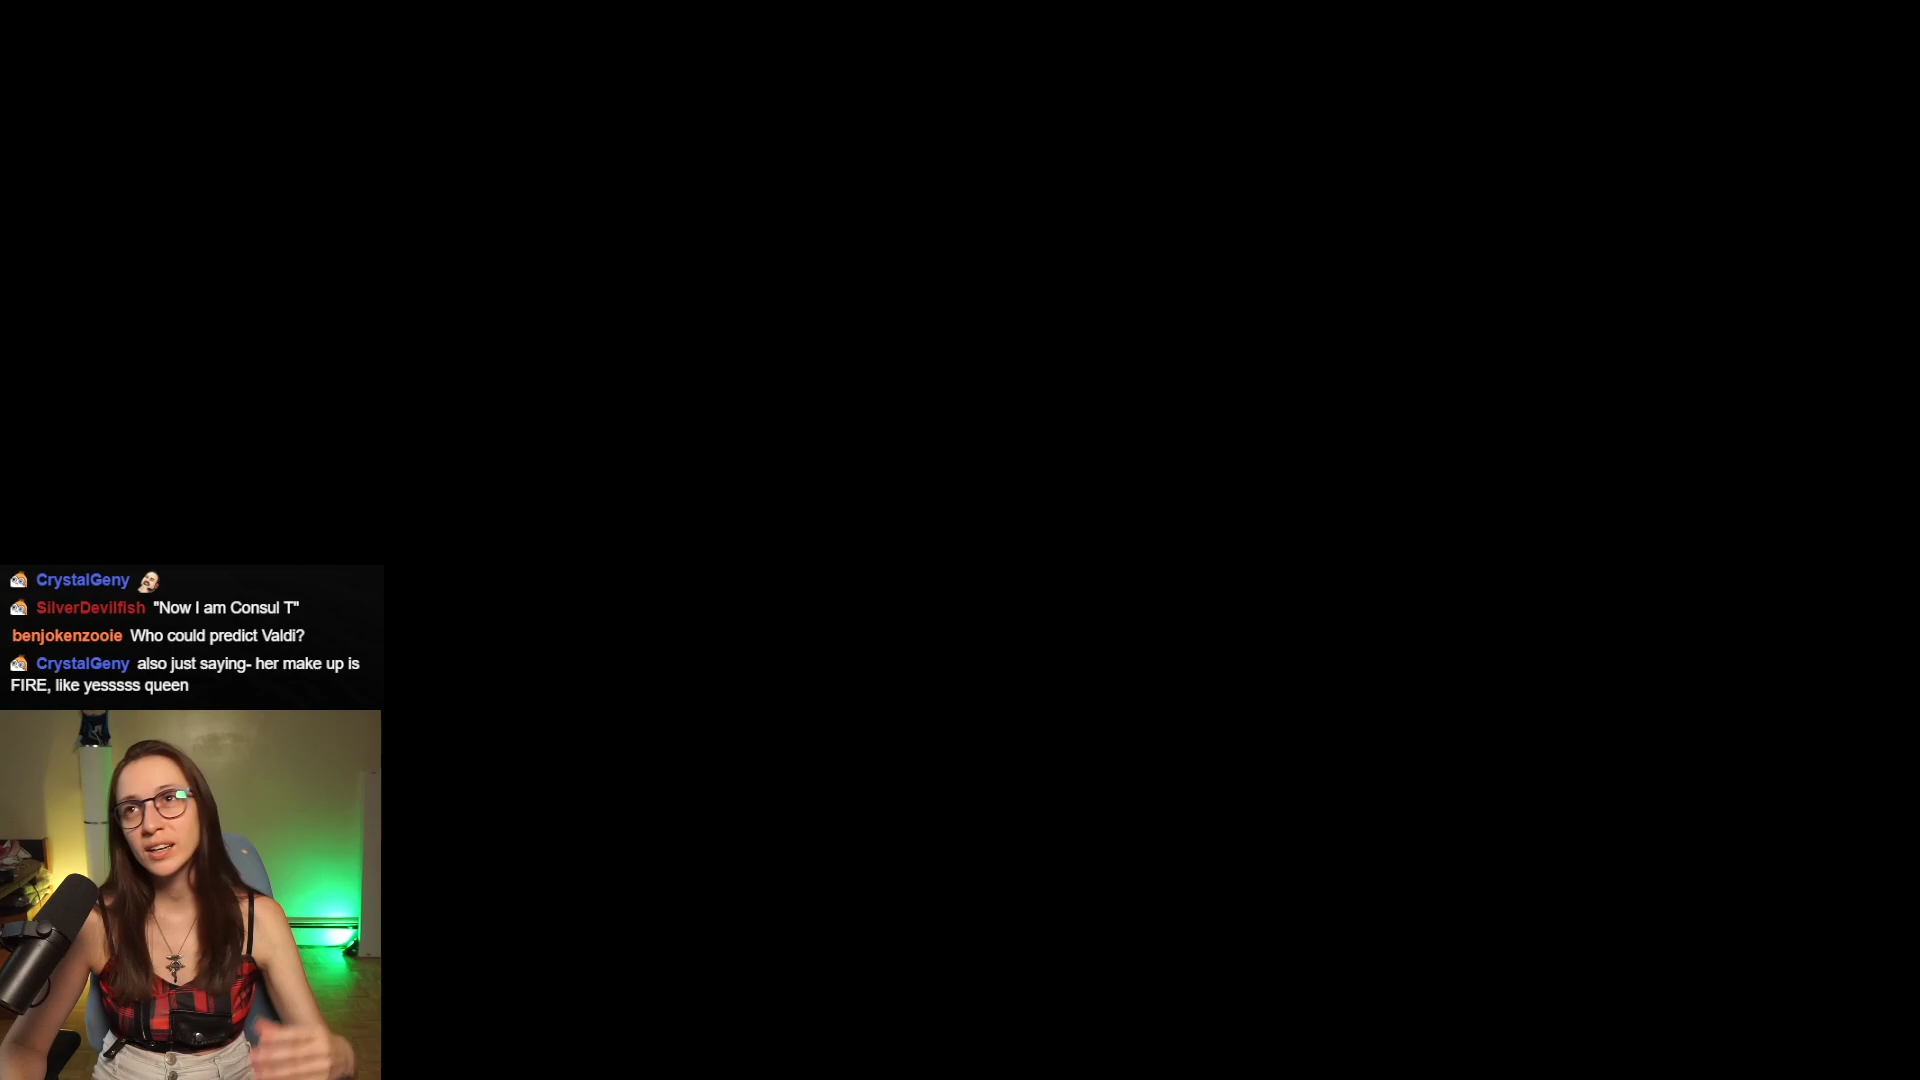 CrystalGeny
SilverDevilfish "Now I am Consul T"
benjokenzooie Who could predict Valdi?
CrystalGeny also just saying- her make up is
FIRE, like yesssss queen